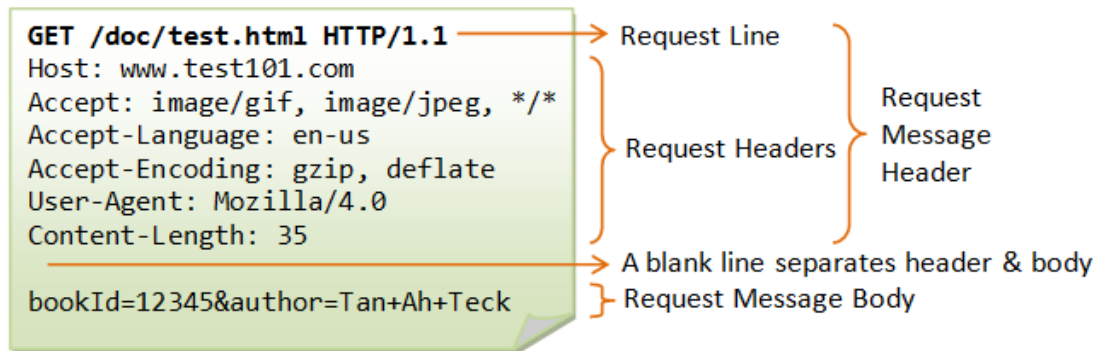 GET /doc/test.html HTTP/1.1
Host: www.test101.com
Accept: image/gif, image/jpeg, */*
Accept-Language: en-us
Accept-Encoding: gzip, deflate
User-Agent: Mozilla/4.0
Content-Length: 35
bookId=12345&author=Tan+Ah+Teck
Request Line
Request Headers
Request
Message
Header
A blank line separates header & body
Request Message Body